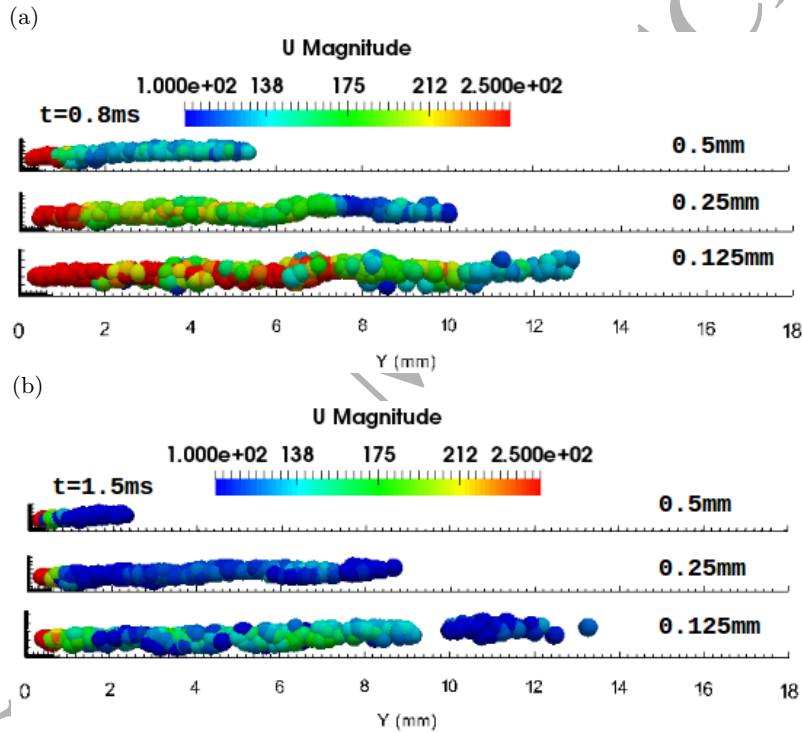 (a)
U Magnitude
1.000e+02 138 175 212 2.500e+02
t=0.8ms
0.5mm
0.25mm
0.125mm
0 2 4 6 8 10 12 14 16 18
Y (mm)
(b)
U Magnitude
1.000e+02 138 175 212 2.500e+02
t=1.5ms
0.5mm
0.25mm
0.125mm
0 2 4 6 8 10 12 14 16 18
Y (mm)